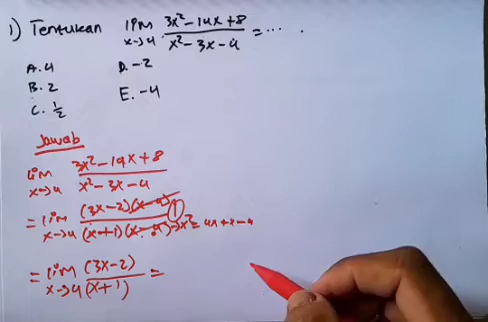 1) Tentukan lim x→4 3x²-14x+8 / x²-3x-4 = ....
A. 4 D. -2
B. 2 E. -4
C. 1/2
Jawab
lim x→4 3x²-14x+8 / x²-3x-4
= lim x→4 (3x-2)(x-4) / (x+1)(x-4) → x²-4x+x-4
= lim x→4 (3x-2) / (x+1) =